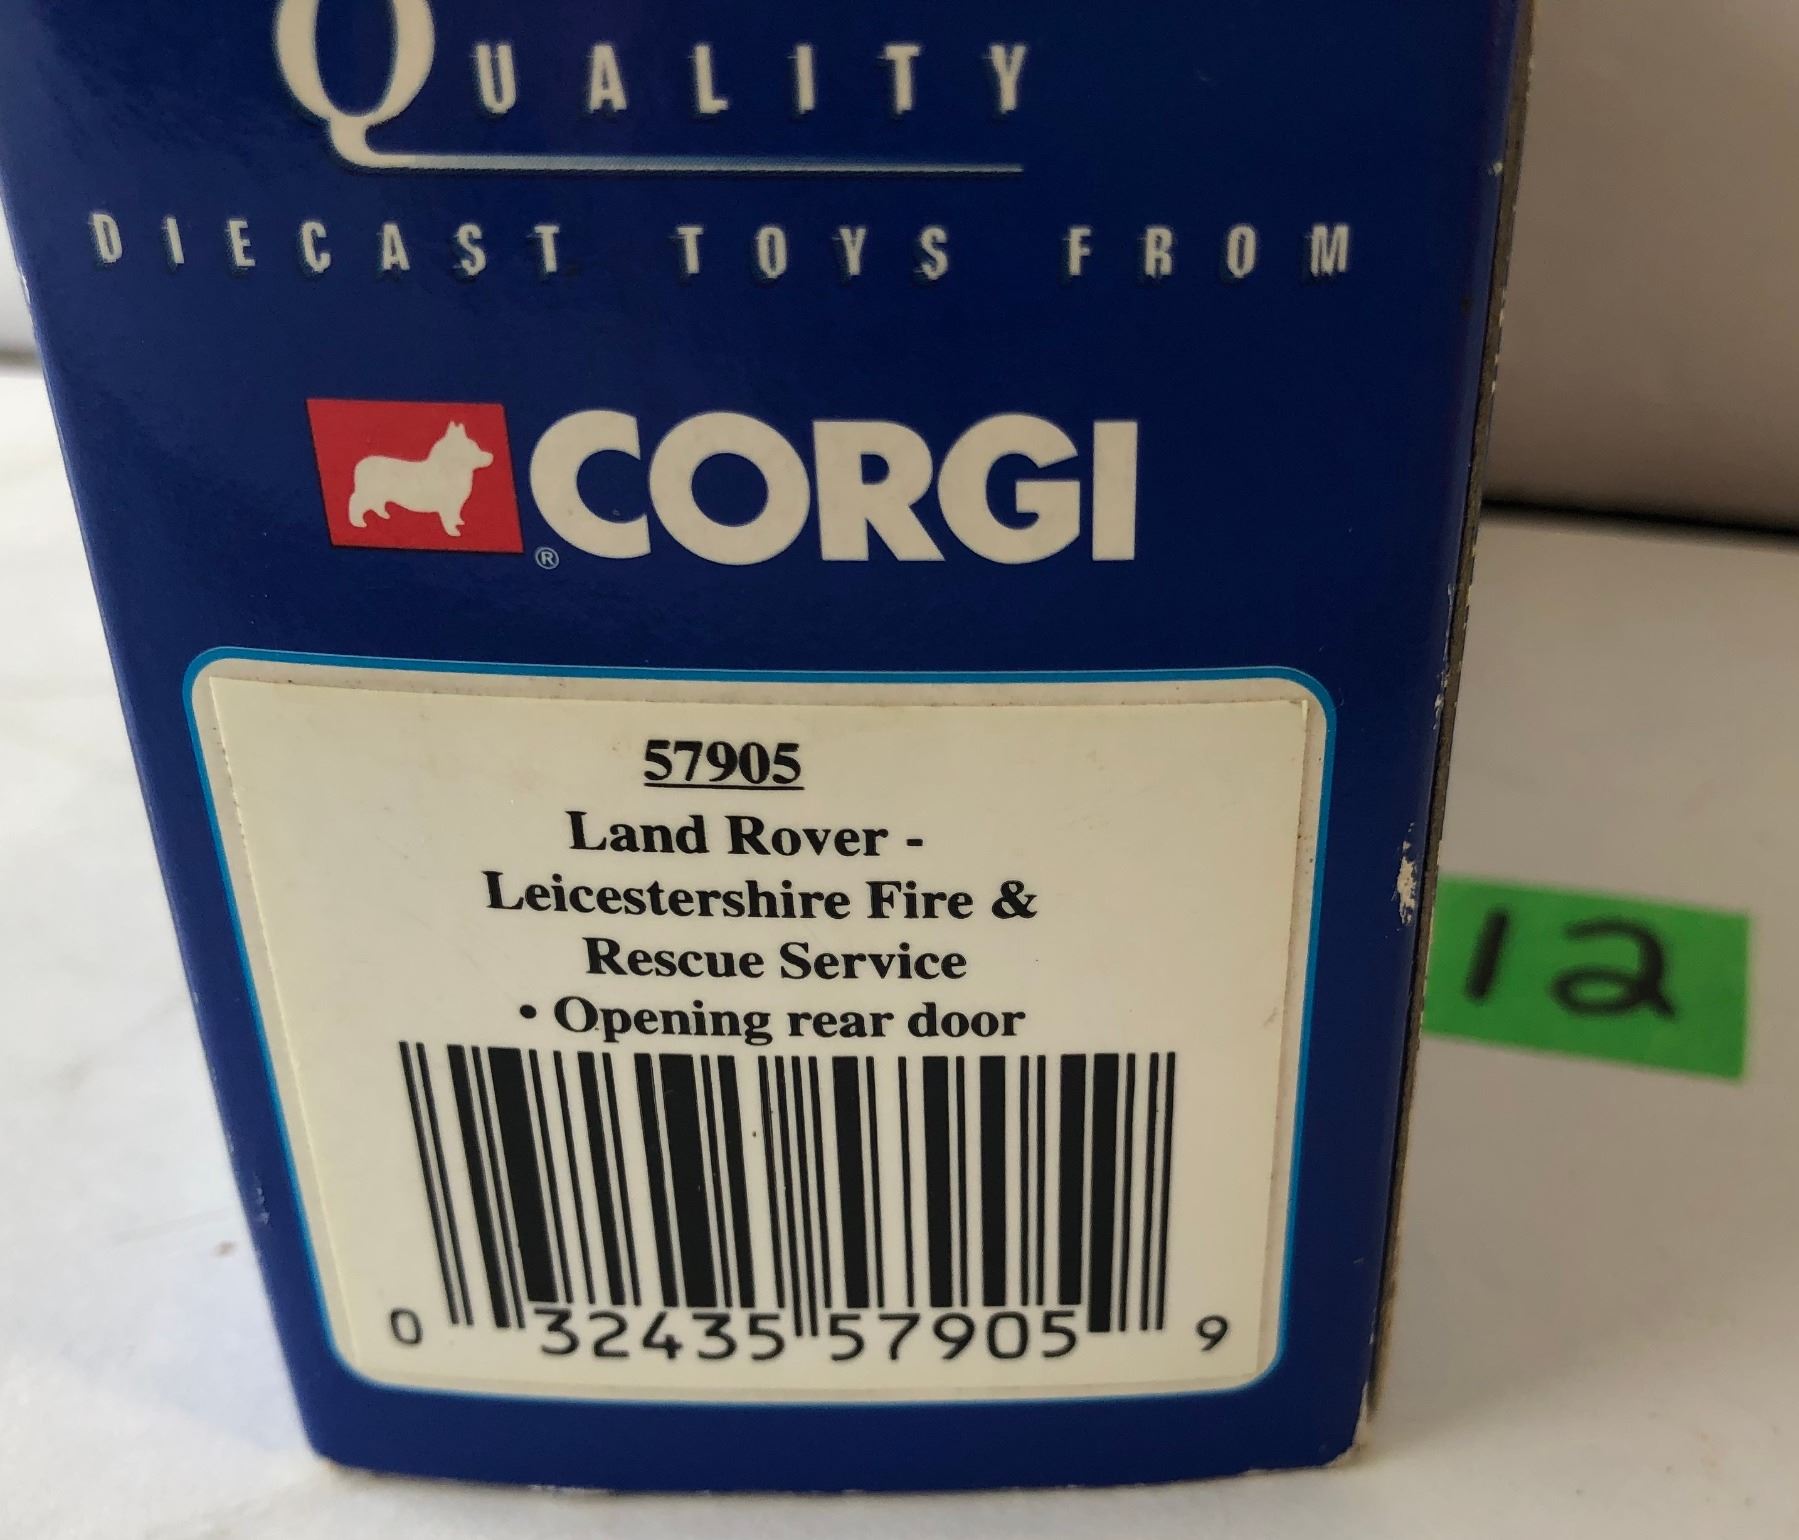 QUALITY
DIECAST TOYS FROM
®CORGI
57905
Land Rover -
Leicestershire Fire &
Rescue Service
• Opening rear door
0 32435 57905 9
12